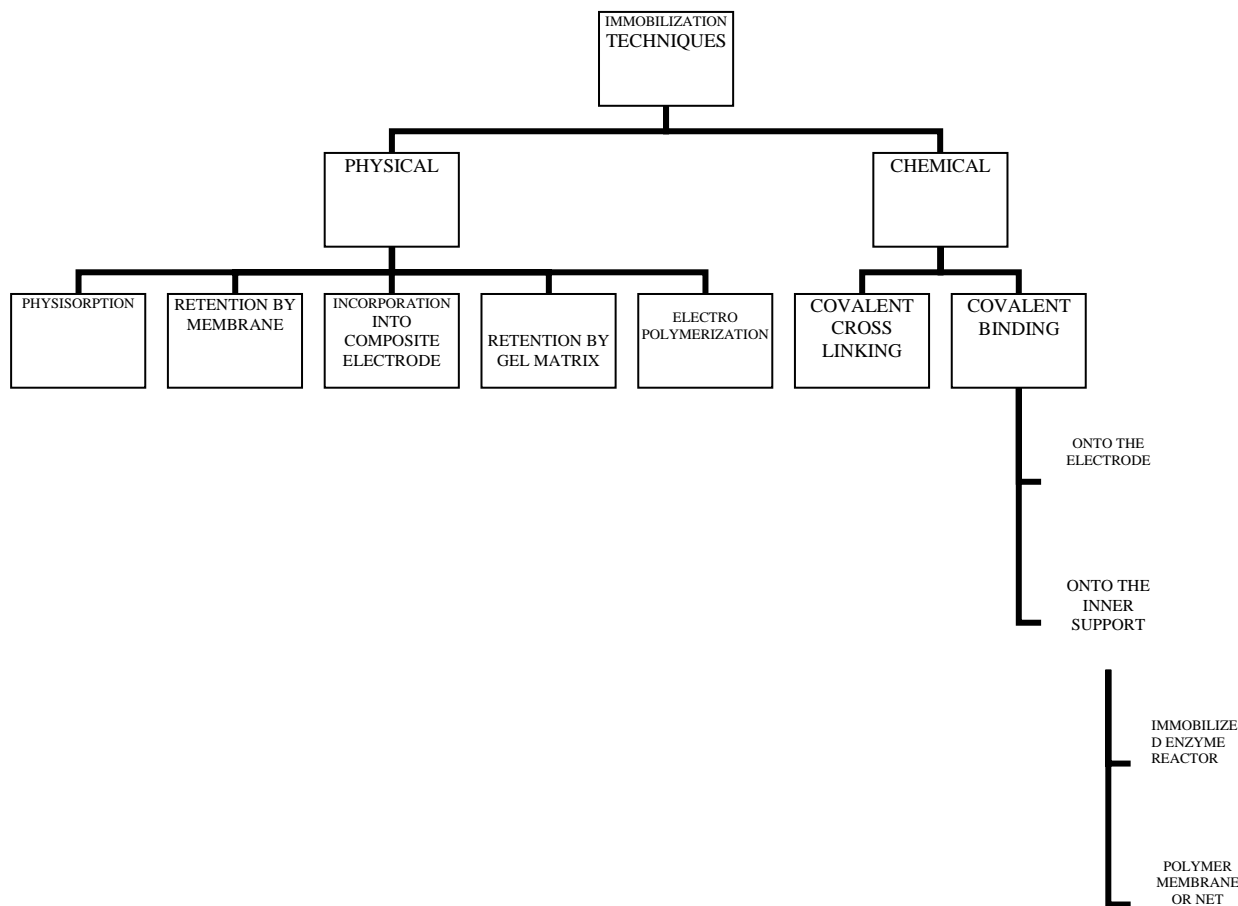 IMMOBILIZATION
TECHNIQUES
PHYSICAL
CHEMICAL
PHYSISORPTION
RETENTION BY
MEMBRANE
INCORPORATION
INTO
COMPOSITE
ELECTRODE
RETENTION BY
GEL MATRIX
ELECTRO
POLYMERIZATION
COVALENT
CROSS
LINKING
COVALENT
BINDING
ONTO THE
ELECTRODE
ONTO THE
INNER
SUPPORT
IMMOBILIZE
D ENZYME
REACTOR
POLYMER
MEMBRANE
OR NET